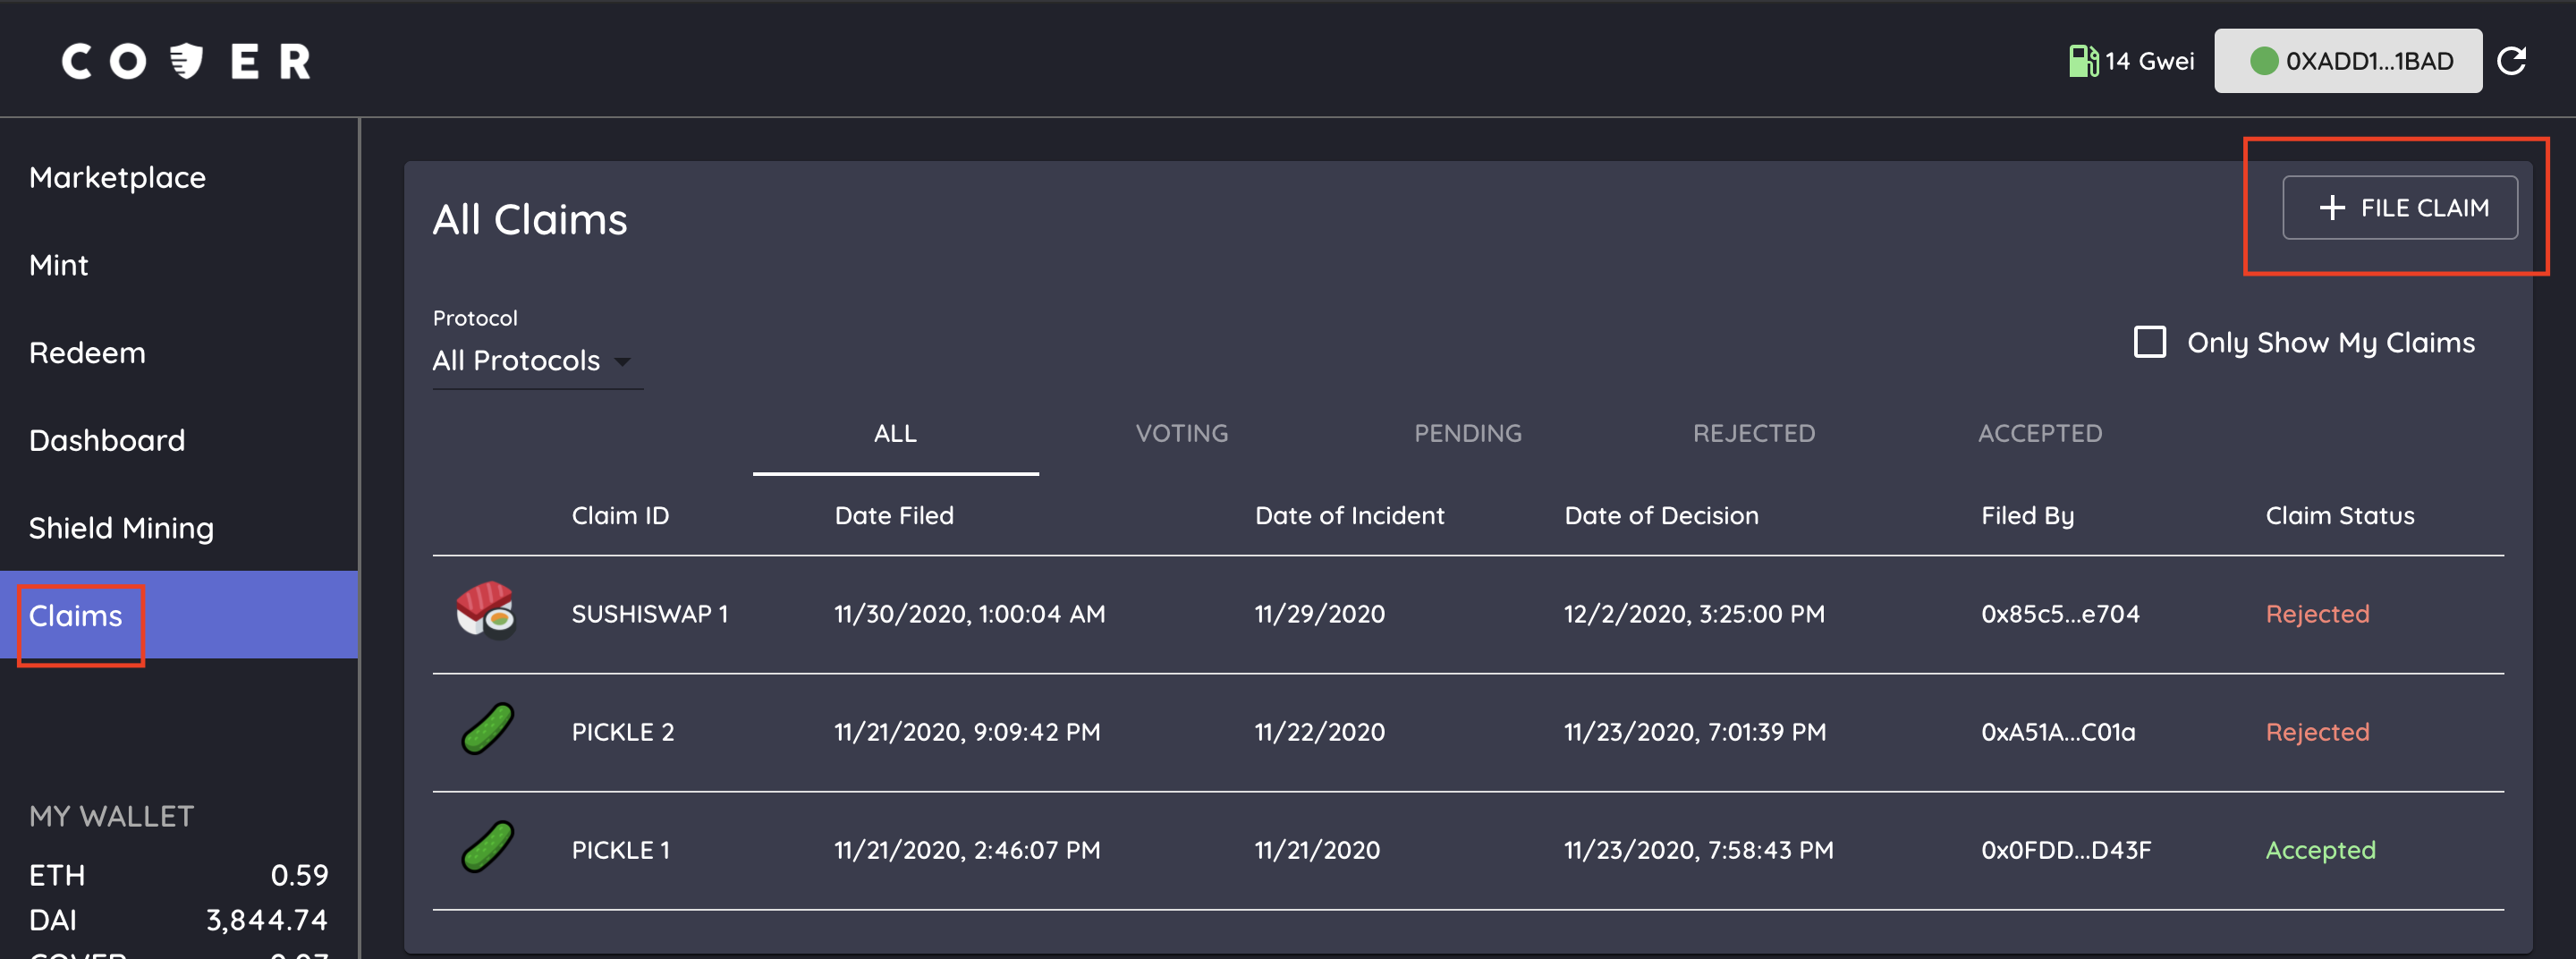 COVER
14 Gwei
0XADD1...1BAD
Marketplace
Mint
Redeem
Dashboard
Shield Mining
Claims
MY WALLET
ETH 0.59
DAI 3,844.74
All Claims
+ FILE CLAIM
Protocol
All Protocols
Only Show My Claims
ALL VOTING PENDING REJECTED ACCEPTED
Claim ID Date Filed Date of Incident Date of Decision Filed By Claim Status
SUSHISWAP 1 11/30/2020, 1:00:04 AM 11/29/2020 12/2/2020, 3:25:00 PM 0x85c5...e704 Rejected
PICKLE 2 11/21/2020, 9:09:42 PM 11/22/2020 11/23/2020, 7:01:39 PM 0xA51A...C01a Rejected
PICKLE 1 11/21/2020, 2:46:07 PM 11/21/2020 11/23/2020, 7:58:43 PM 0x0FDD...D43F Accepted